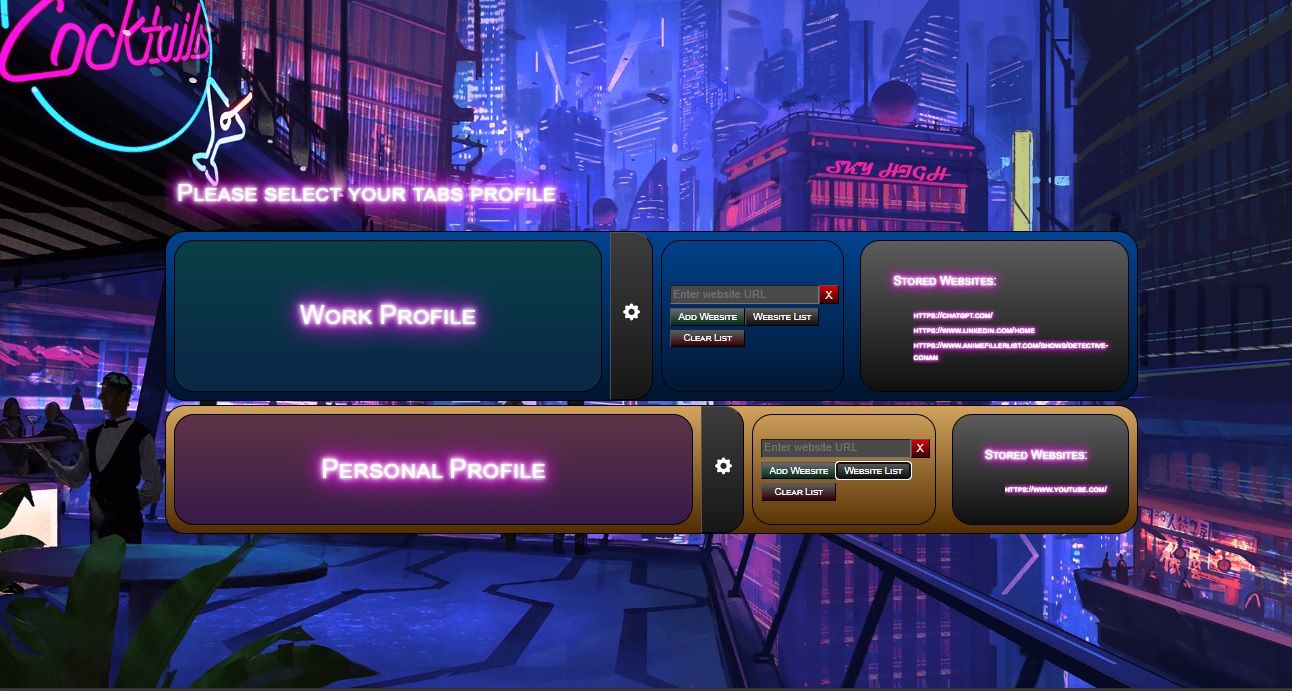 Cocktails
SKY HIGH
Please select your tabs profile
Work Profile
Enter website URL
X
Add Website
Website List
Clear List
Stored Websites:
https://chatgpt.com/
https://www.linkedin.com/home
https://www.animefillerlist.com/shows/detective-
conan
Personal Profile
Enter website URL
X
Add Website
Website List
Clear List
Stored Websites:
https://www.youtube.com/